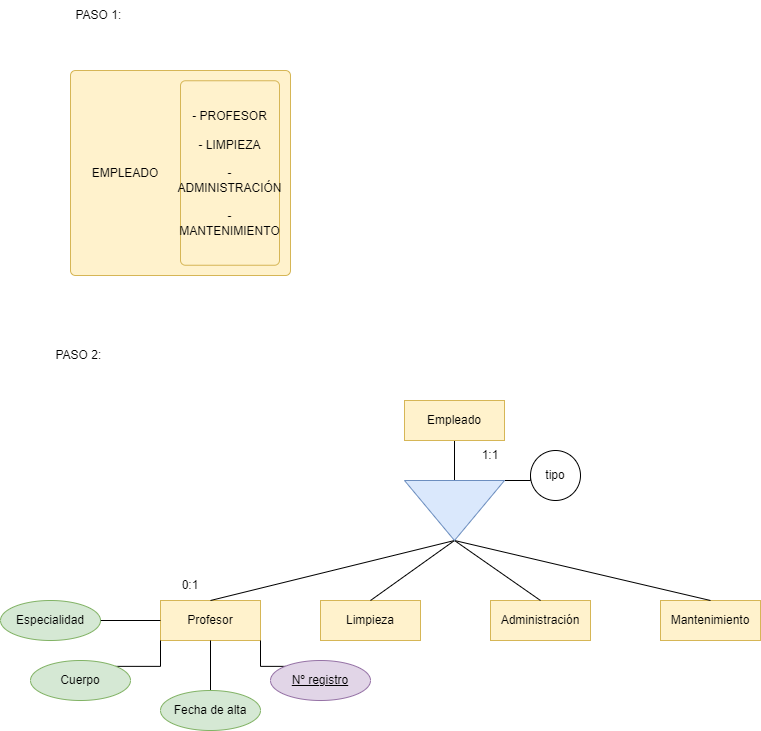 PASO 1:
EMPLEADO
- PROFESOR
- LIMPIEZA
-
ADMINISTRACIÓN
-
MANTENIMIENTO
PASO 2:
Empleado
1:1
tipo
0:1
Especialidad
Profesor
Limpieza
Administración
Mantenimiento
Cuerpo
Nº registro
Fecha de alta